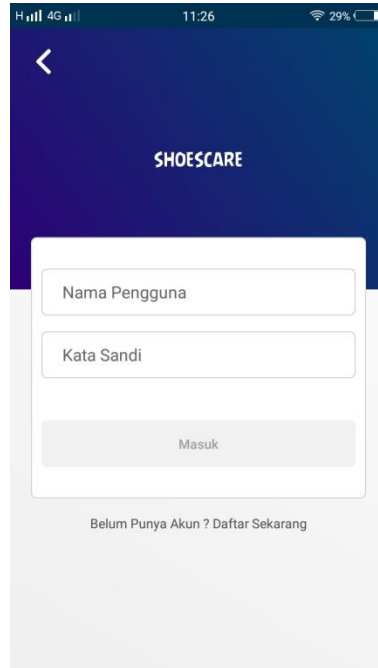 H 4G 11:26 29%
SHOESCARE
Nama Pengguna
Kata Sandi
Masuk
Belum Punya Akun ? Daftar Sekarang